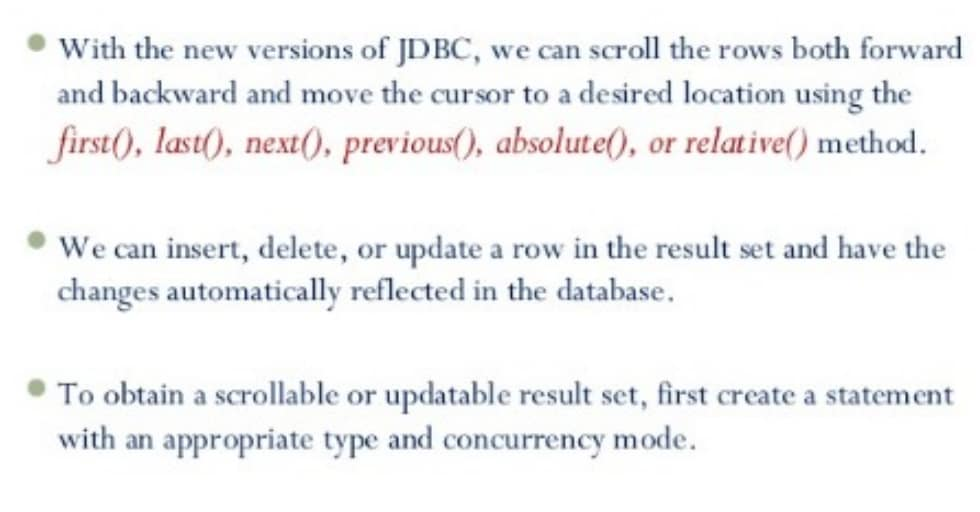 • With the new versions of JDBC, we can scroll the rows both forward
and backward and move the cursor to a desired location using the
first(), last(), next(), previous(), absolute(), or relative() method.
• We can insert, delete, or update a row in the result set and have the
changes automatically reflected in the database.
• To obtain a scrollable or updatable result set, first create a statement
with an appropriate type and concurrency mode.